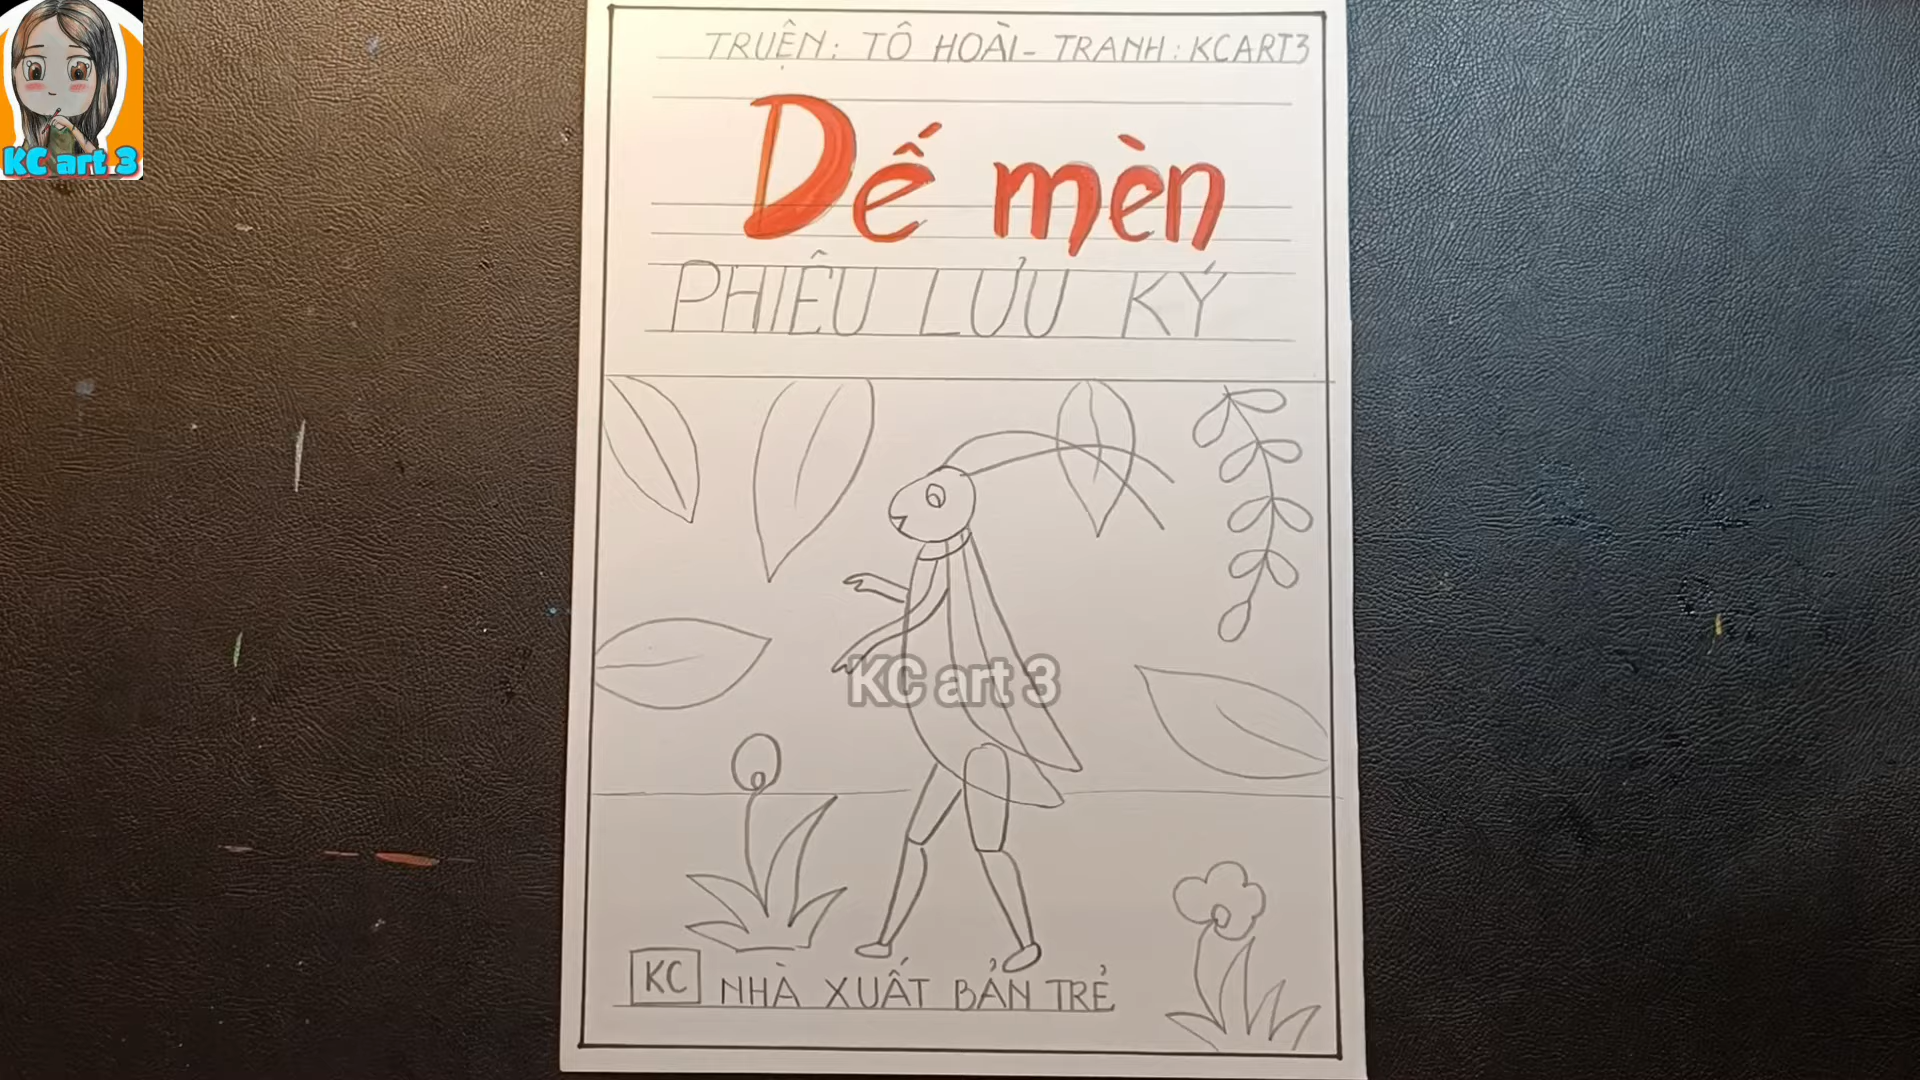 KC art 3
TRUYỆN: TÔ HOÀI - TRANH: KCART3
Dế mèn
PHIÊU LƯU KÝ
KC art 3
KC NHÀ XUẤT BẢN TRẺ